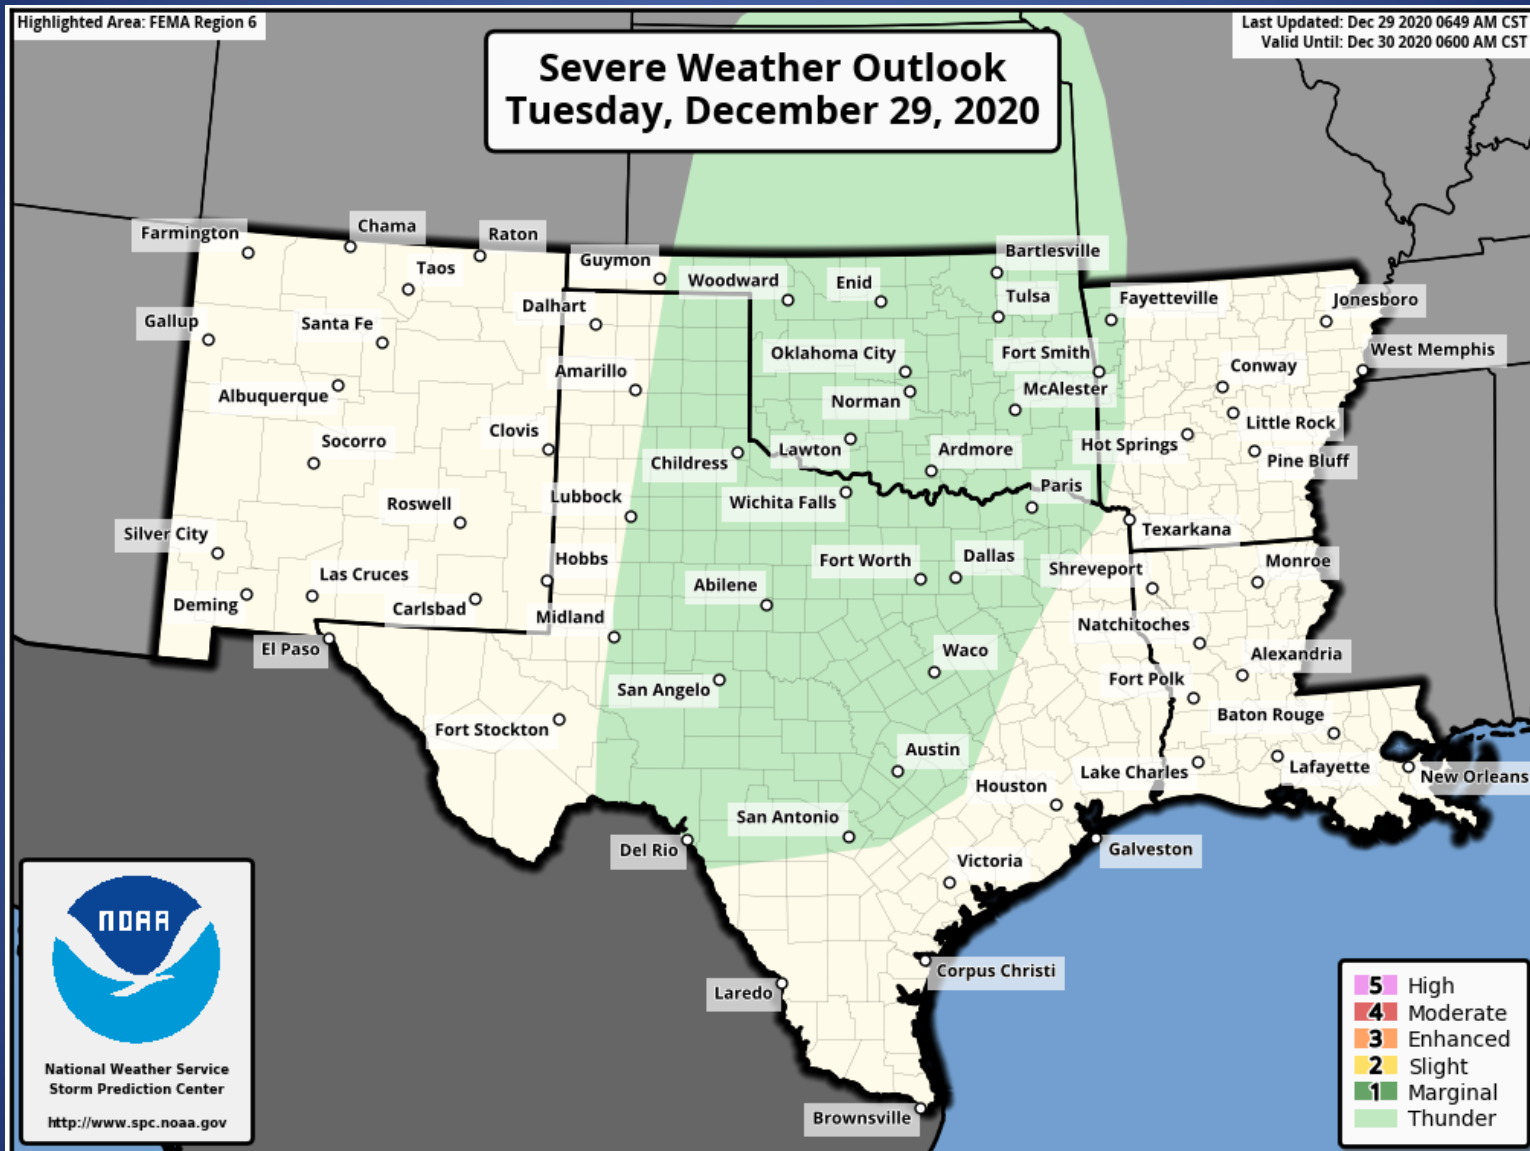 Highlighted Area: FEMA Region 6
Last Updated: Dec 29 2020 0649 AM CST
Valid Until: Dec 30 2020 0600 AM CST
Severe Weather Outlook
Tuesday, December 29, 2020
Farmington
Chama
Raton
Taos
Guymon
Woodward
Enid
Bartlesville
Tulsa
Fayetteville
Jonesboro
Gallup
Santa Fe
Dalhart
Oklahoma City
Fort Smith
West Memphis
Albuquerque
Amarillo
Norman
McAlester
Conway
Socorro
Clovis
Childress
Lawton
Ardmore
Hot Springs
Little Rock
Pine Bluff
Roswell
Lubbock
Wichita Falls
Paris
Texarkana
Silver City
Las Cruces
Hobbs
Abilene
Fort Worth
Dallas
Shreveport
Monroe
Deming
Carlsbad
Midland
Natchitoches
El Paso
San Angelo
Waco
Alexandria
Fort Polk
Fort Stockton
Austin
Baton Rouge
Houston
Lake Charles
Lafayette
New Orleans
San Antonio
Del Rio
Galveston
Victoria
Corpus Christi
Laredo
Brownsville
NOAA
National Weather Service
Storm Prediction Center
http://www.spc.noaa.gov
5 High
4 Moderate
3 Enhanced
2 Slight
1 Marginal
Thunder